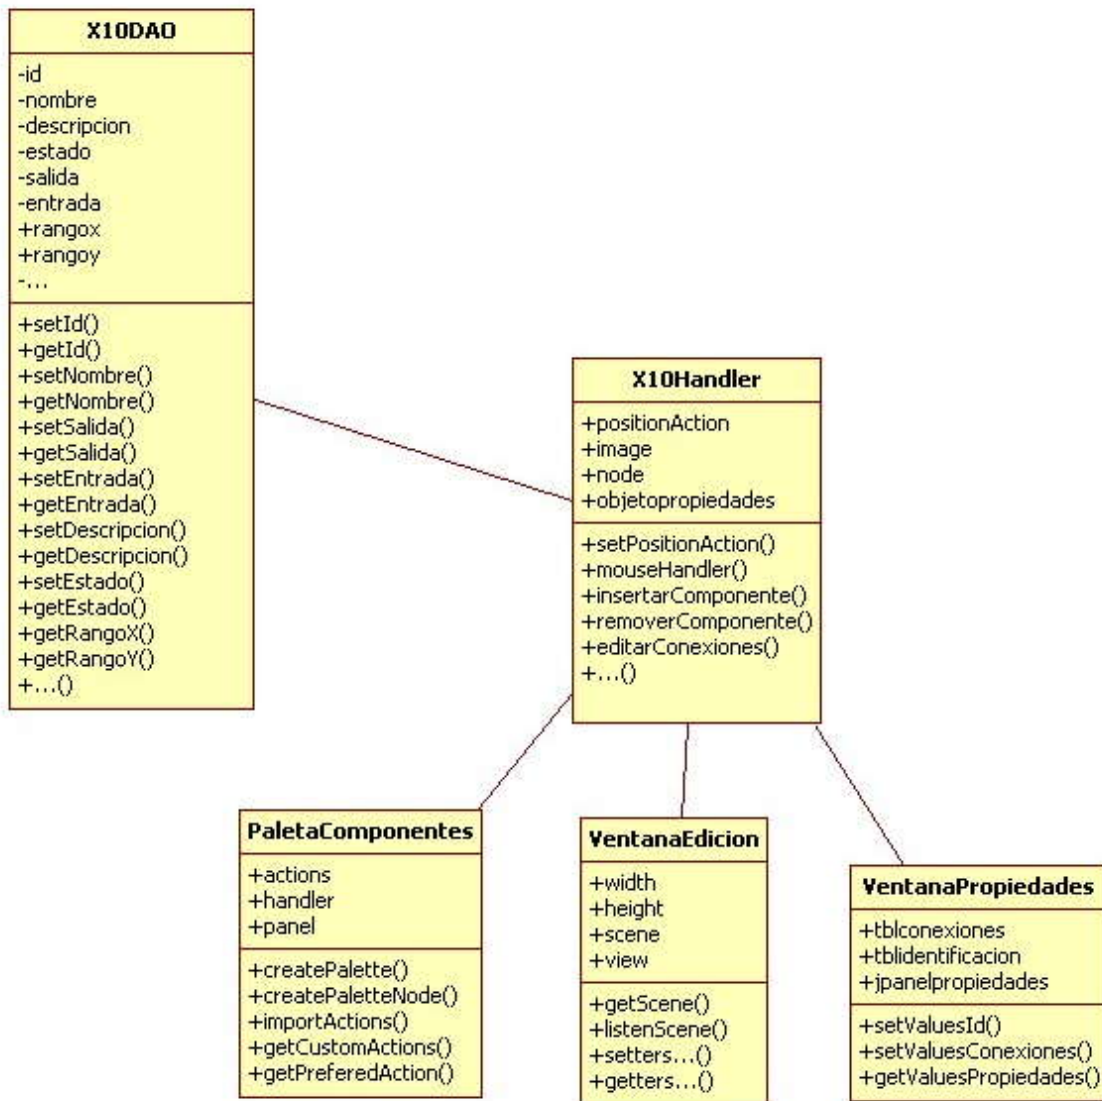 X10DAO
-id
-nombre
-descripcion
-estado
-salida
-entrada
+rangox
+rangoy
-...
+setId()
+getId()
+setNombre()
+getNombre()
+setSalida()
+getSalida()
+setEntrada()
+getEntrada()
+setDescripcion()
+getDescripcion()
+setEstado()
+getEstado()
+getRangoX()
+getRangoY()
+...()
X10Handler
+positionAction
+image
+node
+objetopropiedades
+setPositionAction()
+mouseHandler()
+insertarComponente()
+removerComponente()
+editarConexiones()
+...()
PaletaComponentes
+actions
+handler
+panel
+createPalette()
+createPaletteNode()
+importActions()
+getCustomActions()
+getPreferedAction()
VentanaEdicion
+width
+height
+scene
+view
+getScene()
+listenScene()
+setters...()
+getters...()
VentanaPropiedades
+tblconexiones
+tblidentificacion
+jpanelpropiedades
+setValuesId()
+setValuesConexiones()
+getValuesPropiedades()